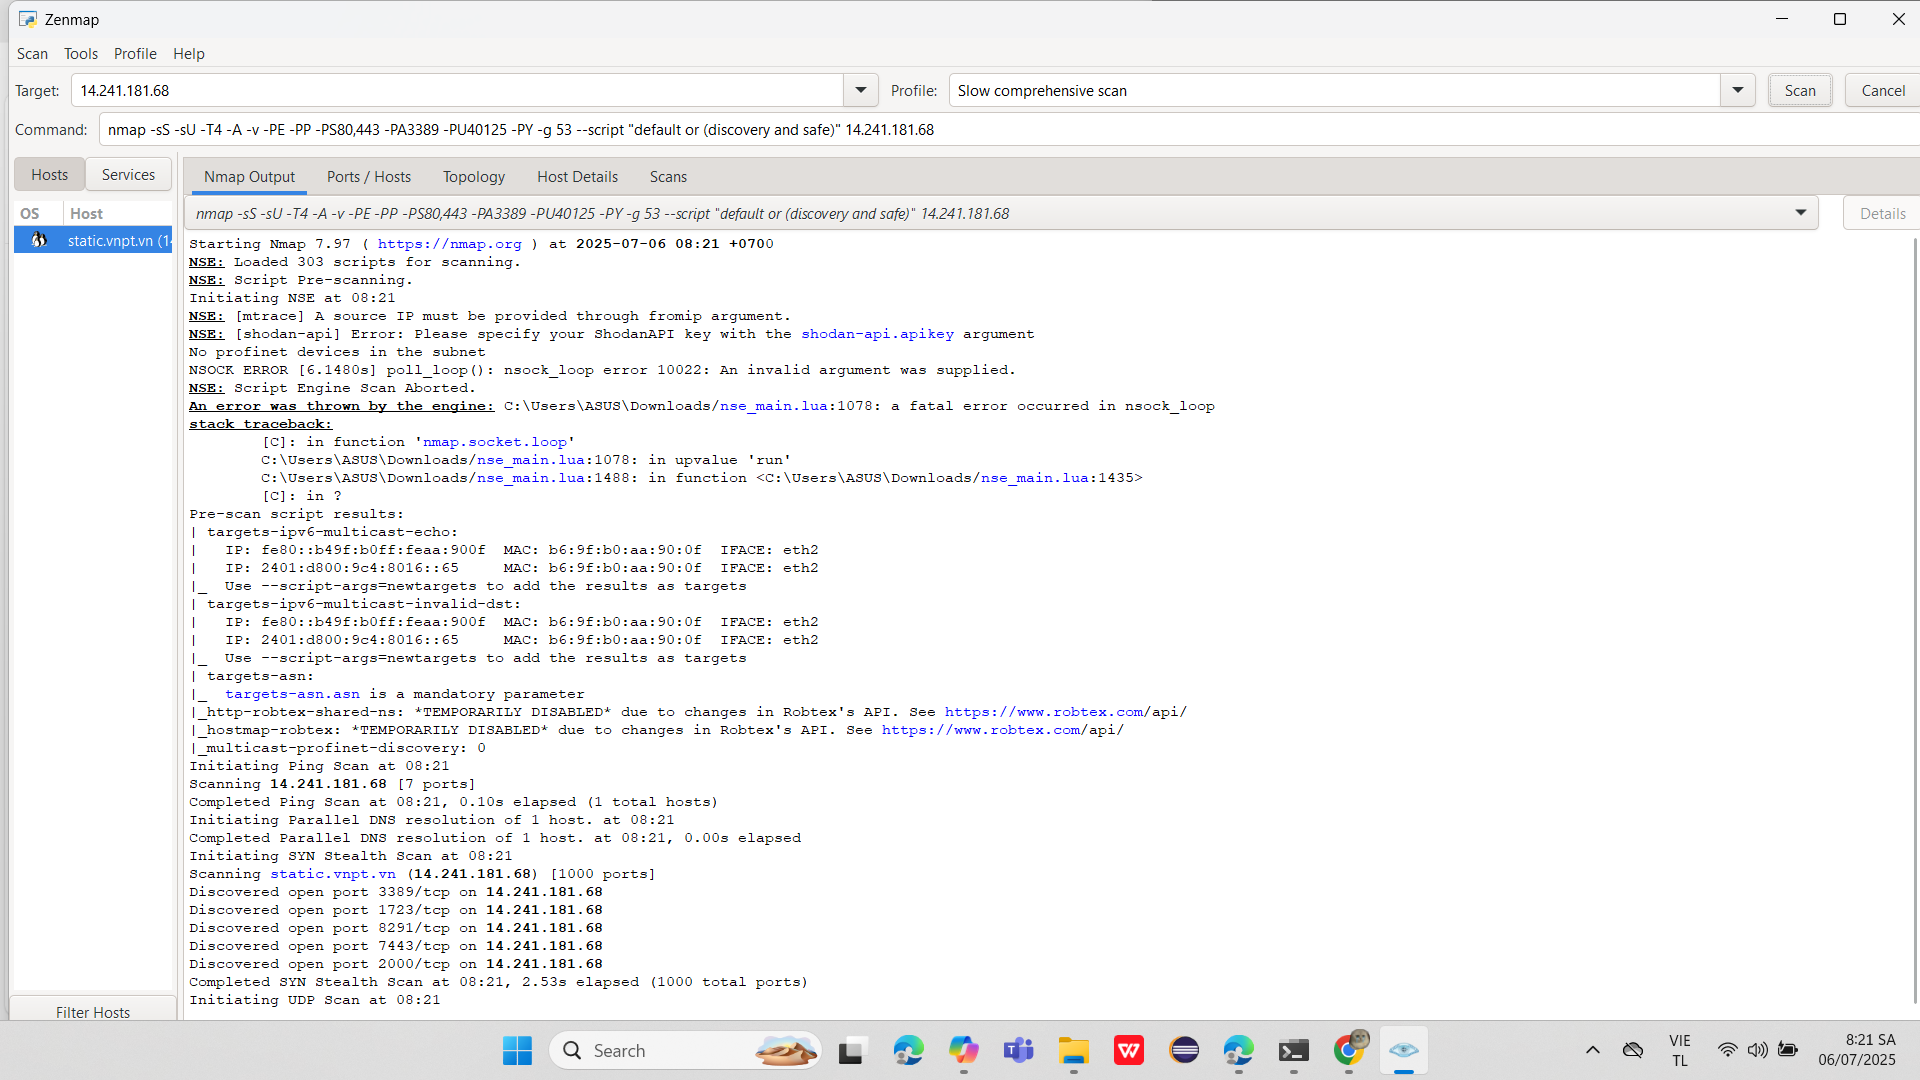 Zenmap
Scan Tools Profile Help
Target: 14.241.181.68 Profile: Slow comprehensive scan Scan Cancel
Command: nmap -sS -sU -T4 -A -v -PE -PP -PS80,443 -PA3389 -PU40125 -PY -g 53 --script "default or (discovery and safe)" 14.241.181.68
Hosts Services
Nmap Output Ports / Hosts Topology Host Details Scans
OS Host
static.vnpt.vn (14
nmap -sS -sU -T4 -A -v -PE -PP -PS80,443 -PA3389 -PU40125 -PY -g 53 --script "default or (discovery and safe)" 14.241.181.68 Details
Starting Nmap 7.97 ( https://nmap.org ) at 2025-07-06 08:21 +0700
NSE: Loaded 303 scripts for scanning.
NSE: Script Pre-scanning.
Initiating NSE at 08:21
NSE: [mtrace] A source IP must be provided through fromip argument.
NSE: [shodan-api] Error: Please specify your ShodanAPI key with the shodan-api.apikey argument
No profinet devices in the subnet
NSOCK ERROR [6.1480s] poll_loop(): nsock_loop error 10022: An invalid argument was supplied.
NSE: Script Engine Scan Aborted.
An error was thrown by the engine: C:\Users\ASUS\Downloads/nse_main.lua:1078: a fatal error occurred in nsock_loop
stack traceback:
[C]: in function 'nmap.socket.loop'
C:\Users\ASUS\Downloads/nse_main.lua:1078: in upvalue 'run'
C:\Users\ASUS\Downloads/nse_main.lua:1488: in function <C:\Users\ASUS\Downloads/nse_main.lua:1435>
[C]: in ?
Pre-scan script results:
| targets-ipv6-multicast-echo:
|   IP: fe80::b49f:b0ff:feaa:900f  MAC: b6:9f:b0:aa:90:0f  IFACE: eth2
|   IP: 2401:d800:9c4:8016::65     MAC: b6:9f:b0:aa:90:0f  IFACE: eth2
|_  Use --script-args=newtargets to add the results as targets
| targets-ipv6-multicast-invalid-dst:
|   IP: fe80::b49f:b0ff:feaa:900f  MAC: b6:9f:b0:aa:90:0f  IFACE: eth2
|   IP: 2401:d800:9c4:8016::65     MAC: b6:9f:b0:aa:90:0f  IFACE: eth2
|_  Use --script-args=newtargets to add the results as targets
| targets-asn:
|_  targets-asn.asn is a mandatory parameter
|_http-robtex-shared-ns: *TEMPORARILY DISABLED* due to changes in Robtex's API. See https://www.robtex.com/api/
|_hostmap-robtex: *TEMPORARILY DISABLED* due to changes in Robtex's API. See https://www.robtex.com/api/
|_multicast-profinet-discovery: 0
Initiating Ping Scan at 08:21
Scanning 14.241.181.68 [7 ports]
Completed Ping Scan at 08:21, 0.10s elapsed (1 total hosts)
Initiating Parallel DNS resolution of 1 host. at 08:21
Completed Parallel DNS resolution of 1 host. at 08:21, 0.00s elapsed
Initiating SYN Stealth Scan at 08:21
Scanning static.vnpt.vn (14.241.181.68) [1000 ports]
Discovered open port 3389/tcp on 14.241.181.68
Discovered open port 1723/tcp on 14.241.181.68
Discovered open port 8291/tcp on 14.241.181.68
Discovered open port 7443/tcp on 14.241.181.68
Discovered open port 2000/tcp on 14.241.181.68
Completed SYN Stealth Scan at 08:21, 2.53s elapsed (1000 total ports)
Initiating UDP Scan at 08:21
Filter Hosts
Search
VIE
TL
8:21 SA
06/07/2025